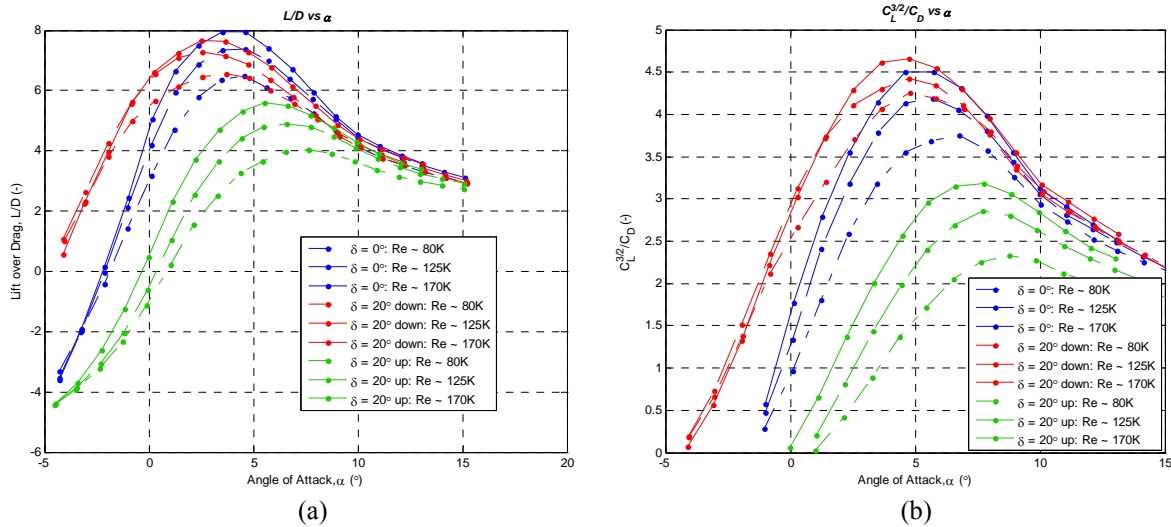 L/D vs α
Lift over Drag, L/D (-)
8
6
4
2
0
-2
-4
-6
-5
0
5
10
15
20
Angle of Attack,α (°)
δ = 0°: Re ~ 80K
δ = 0°: Re ~ 125K
δ = 0°: Re ~ 170K
δ = 20° down: Re ~ 80K
δ = 20° down: Re ~ 125K
δ = 20° down: Re ~ 170K
δ = 20° up: Re ~ 80K
δ = 20° up: Re ~ 125K
δ = 20° up: Re ~ 170K
(a)
C_L^3/2/C_D vs α
C_L^3/2/C_D (-)
5
4.5
4
3.5
3
2.5
2
1.5
1
0.5
0
-5
0
5
10
15
Angle of Attack,α (°)
δ = 0°: Re ~ 80K
δ = 0°: Re ~ 125K
δ = 0°: Re ~ 170K
δ = 20° down: Re ~ 80K
δ = 20° down: Re ~ 125K
δ = 20° down: Re ~ 170K
δ = 20° up: Re ~ 80K
δ = 20° up: Re ~ 125K
δ = 20° up: Re ~ 170K
(b)